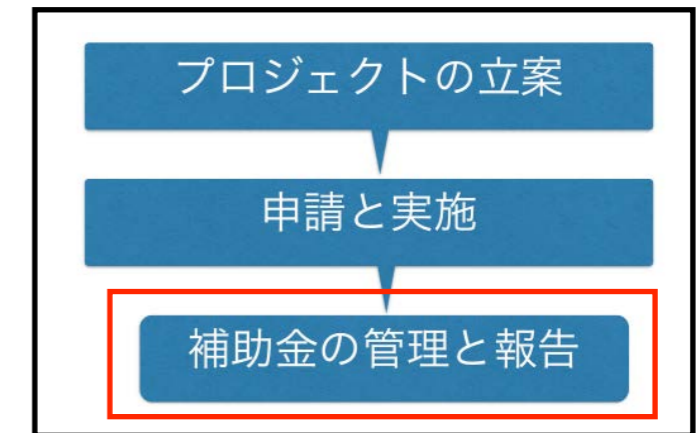 プロジェクトの立案
申請と実施
補助金の管理と報告